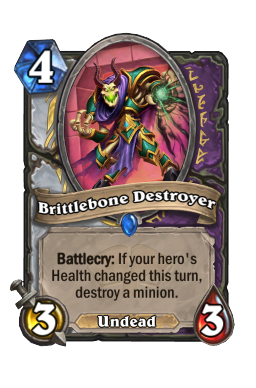 4
Brittlebone Destroyer
Battlecry: If your hero's
Health changed this turn,
destroy a minion.
3
Undead
3